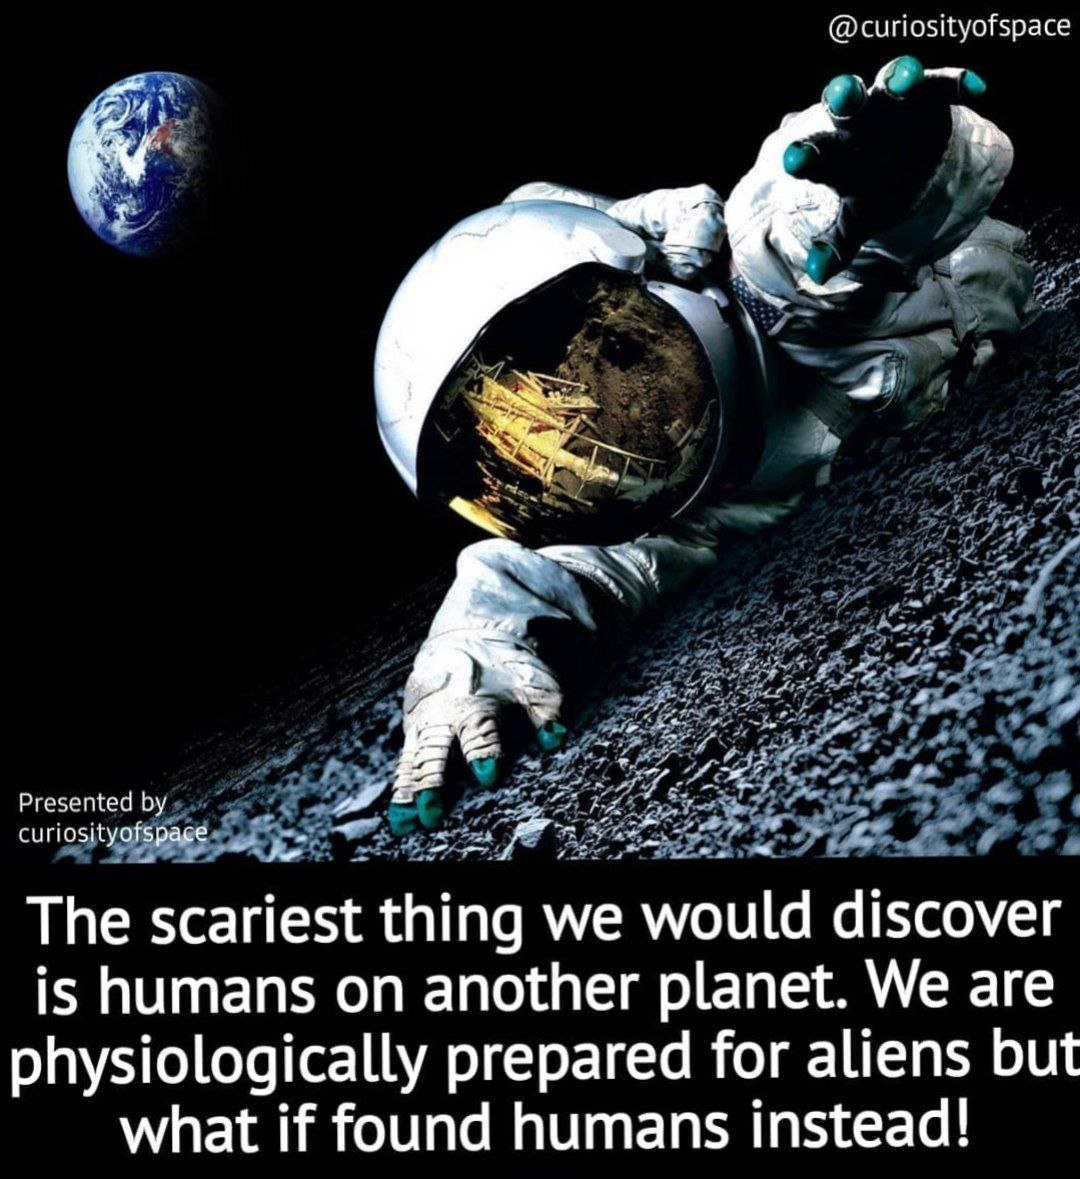 @curiosityofspace
Presented by
curiosityofspace
The scariest thing we would discover
is humans on another planet. We are
physiologically prepared for aliens but
what if found humans instead!